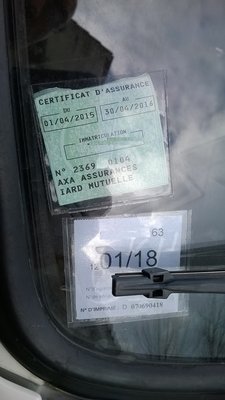 CERTIFICAT D'ASSURANCE
DU AU
01/04/2015 30/04/2016
IMMATRICULATION
N° 2369 0104
AXA ASSURANCES
IARD MUTUELLE
63
01/18
N° D'IMPRIMÉ: O